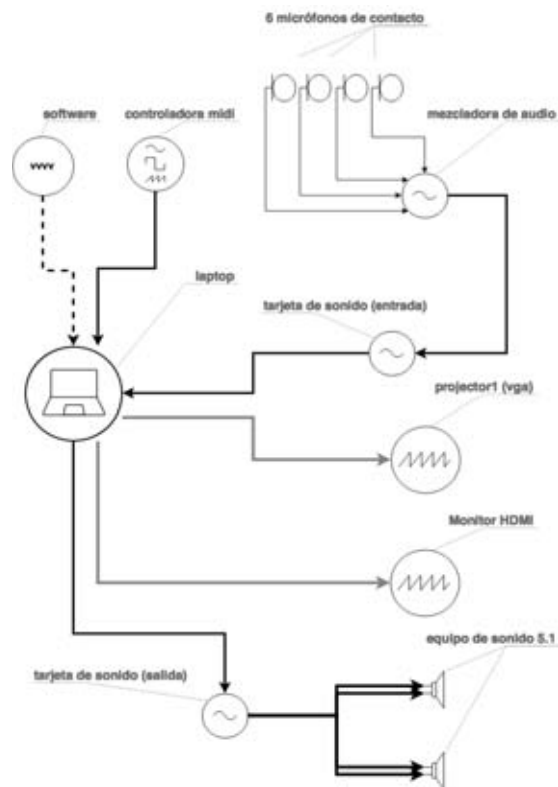 6 micrófonos de contacto
software
controladora midi
mezcladora de audio
laptop
tarjeta de sonido (entrada)
projector1 (vga)
Monitor HDMI
equipo de sonido 5.1
tarjeta de sonido (salida)